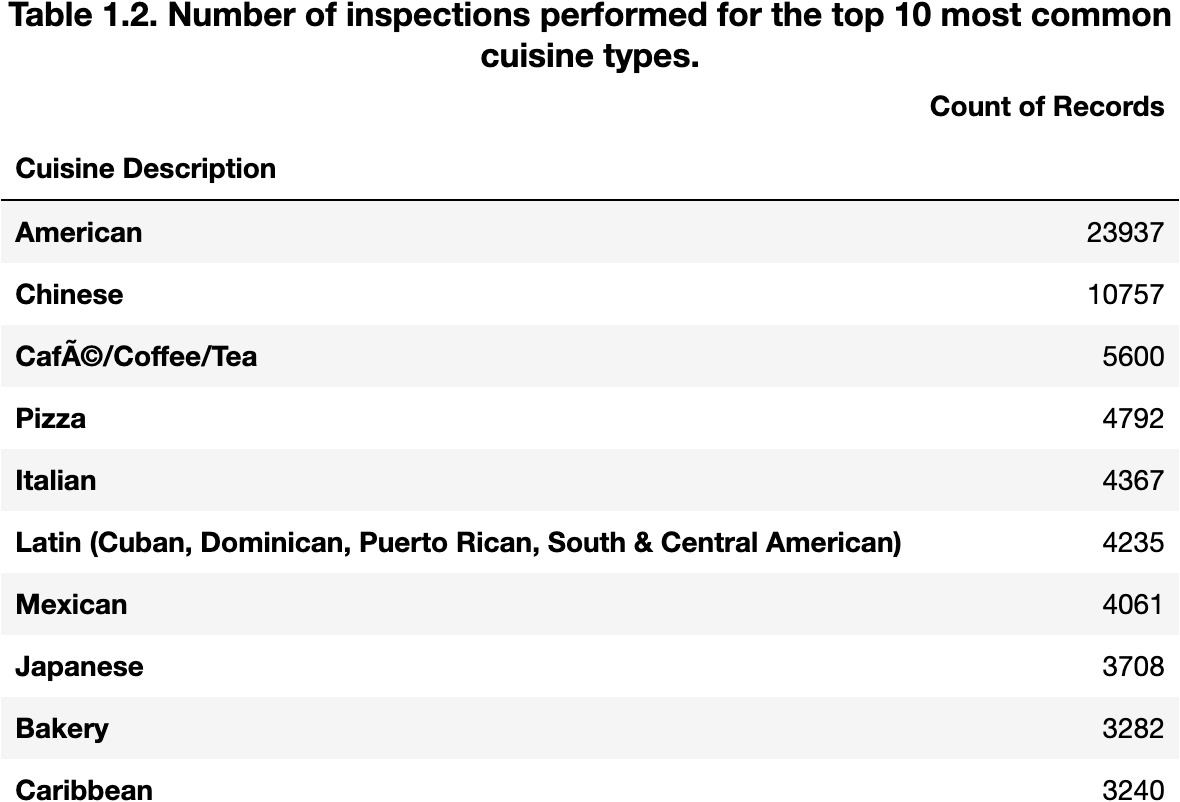 Table 1.2. Number of inspections performed for the top 10 most common
cuisine types.
Count of Records
Cuisine Description
American 23937
Chinese 10757
CafÃ©/Coffee/Tea 5600
Pizza 4792
Italian 4367
Latin (Cuban, Dominican, Puerto Rican, South & Central American) 4235
Mexican 4061
Japanese 3708
Bakery 3282
Caribbean 3240